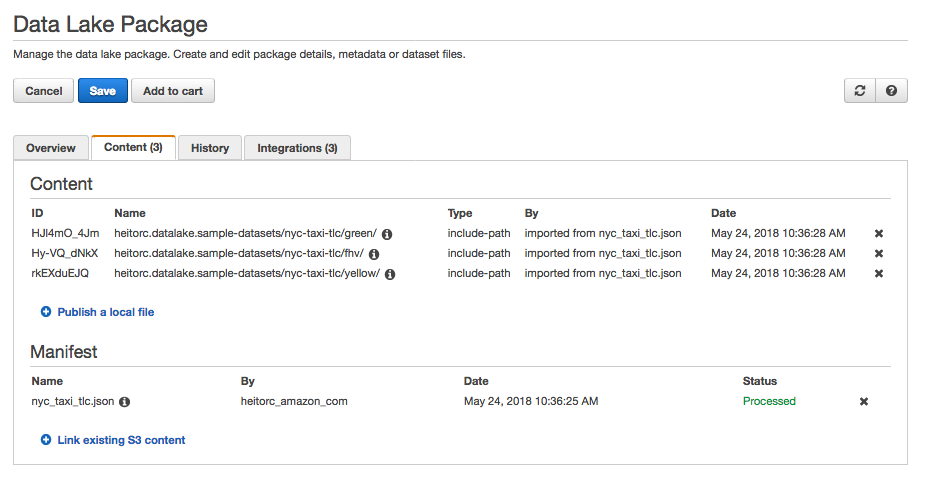 Data Lake Package
Manage the data lake package. Create and edit package details, metadata or dataset files.
Cancel Save Add to cart
Overview Content (3) History Integrations (3)
Content
ID Name Type By Date
HJl4mO_4Jm heitorc.datalake.sample-datasets/nyc-taxi-tlc/green/ include-path imported from nyc_taxi_tlc.json May 24, 2018 10:36:28 AM
Hy-VQ_dNkX heitorc.datalake.sample-datasets/nyc-taxi-tlc/fhv/ include-path imported from nyc_taxi_tlc.json May 24, 2018 10:36:28 AM
rkEXduEJQ heitorc.datalake.sample-datasets/nyc-taxi-tlc/yellow/ include-path imported from nyc_taxi_tlc.json May 24, 2018 10:36:28 AM
Publish a local file
Manifest
Name By Date Status
nyc_taxi_tlc.json heitorc_amazon_com May 24, 2018 10:36:25 AM Processed
Link existing S3 content